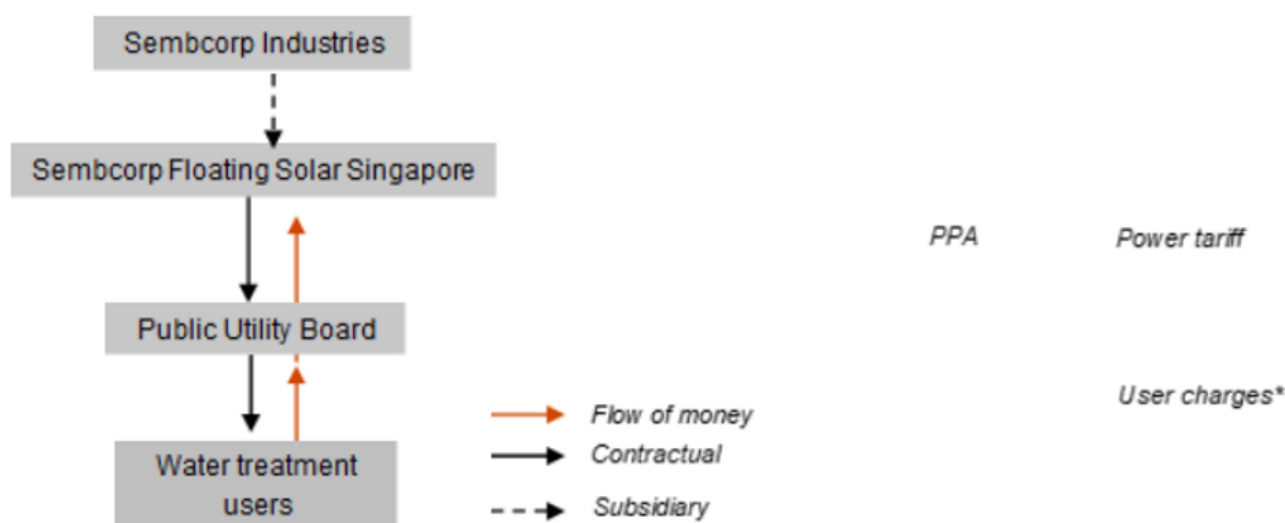 Sembcorp Industries
Sembcorp Floating Solar Singapore
PPA
Power tariff
Public Utility Board
User charges*
Flow of money
Contractual
Water treatment
users
Subsidiary